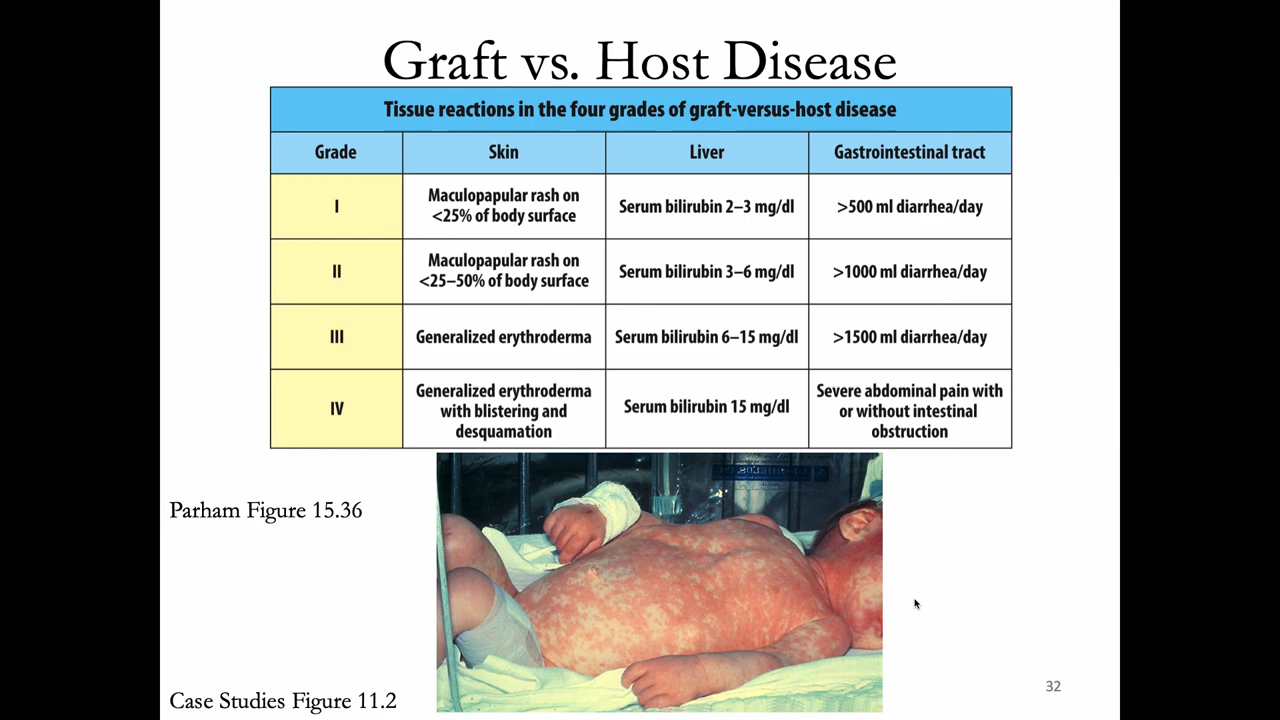 Graft vs. Host Disease
Tissue reactions in the four grades of graft-versus-host disease
Grade Skin Liver Gastrointestinal tract
I
Maculopapular rash on
<25% of body surface
Serum bilirubin 2–3 mg/dl
>500 ml diarrhea/day
II
Maculopapular rash on
<25–50% of body surface
Serum bilirubin 3–6 mg/dl
>1000 ml diarrhea/day
III
Generalized erythroderma
Serum bilirubin 6–15 mg/dl
>1500 ml diarrhea/day
IV
Generalized erythroderma
with blistering and
desquamation
Serum bilirubin 15 mg/dl
Severe abdominal pain with
or without intestinal
obstruction
Parham Figure 15.36
Case Studies Figure 11.2
32